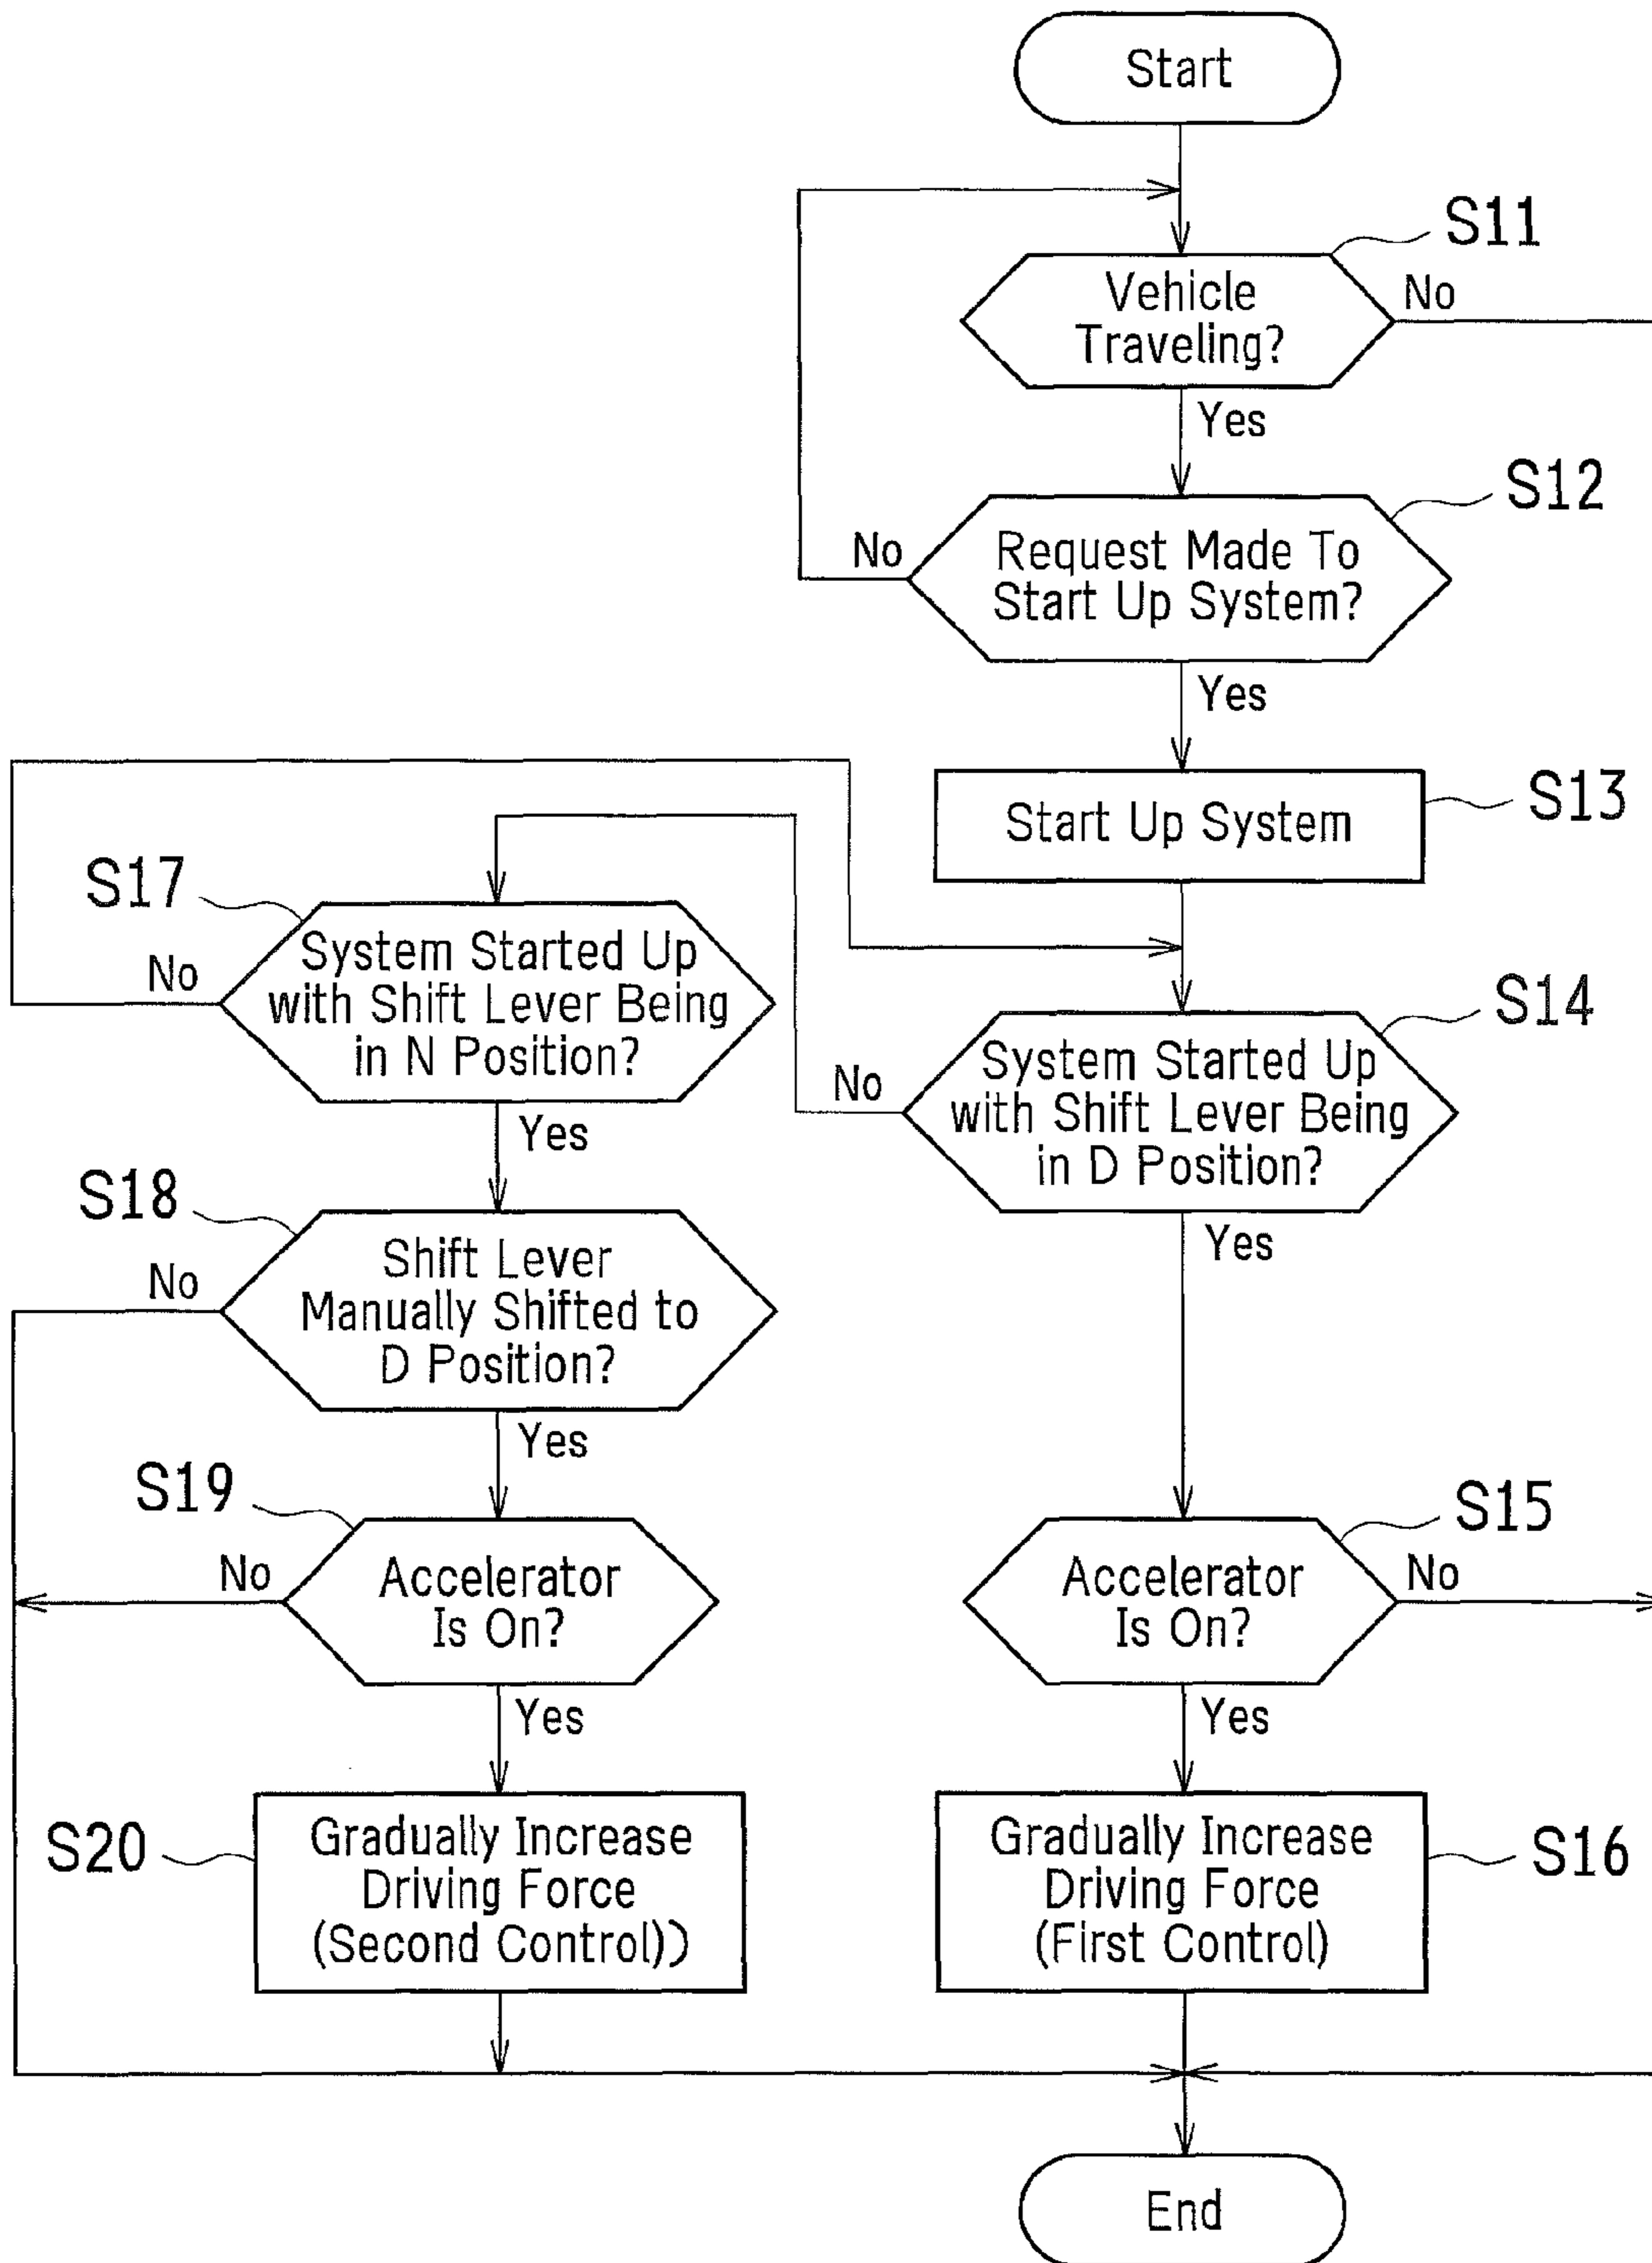 Start
S11
Vehicle
Traveling?
No
Yes
S12
Request Made To
Start Up System?
No
Yes
S13
Start Up System
S17
System Started Up
with Shift Lever Being
in N Position?
No
Yes
S14
System Started Up
with Shift Lever Being
in D Position?
No
Yes
S18
Shift Lever
Manually Shifted to
D Position?
No
Yes
S19
Accelerator
Is On?
No
Yes
S15
Accelerator
Is On?
No
Yes
S20
Gradually Increase
Driving Force
(Second Control))
S16
Gradually Increase
Driving Force
(First Control)
End